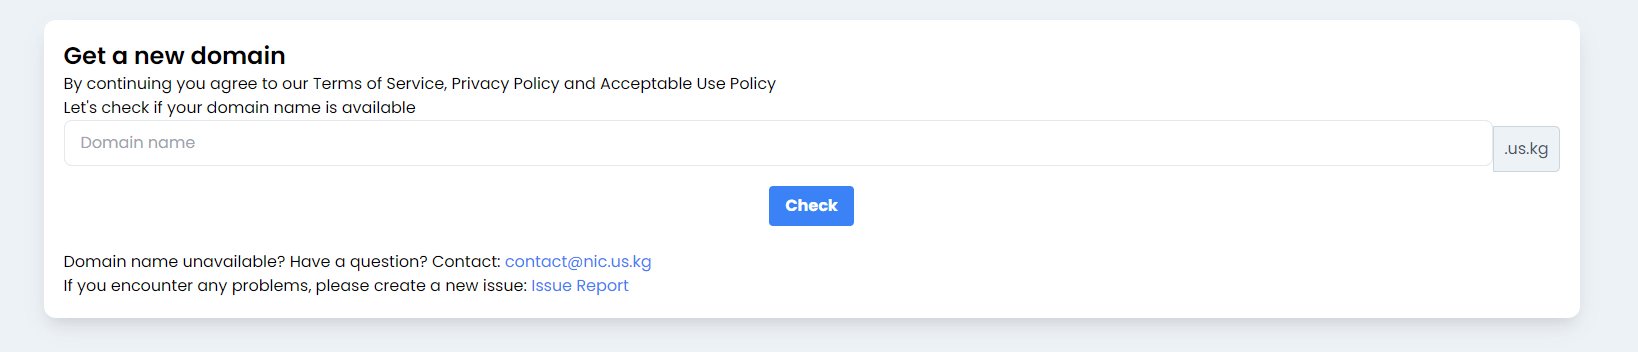 Get a new domain
By continuing you agree to our Terms of Service, Privacy Policy and Acceptable Use Policy
Let's check if your domain name is available
Domain name
.us.kg
Check
Domain name unavailable? Have a question? Contact: contact@nic.us.kg
If you encounter any problems, please create a new issue: Issue Report